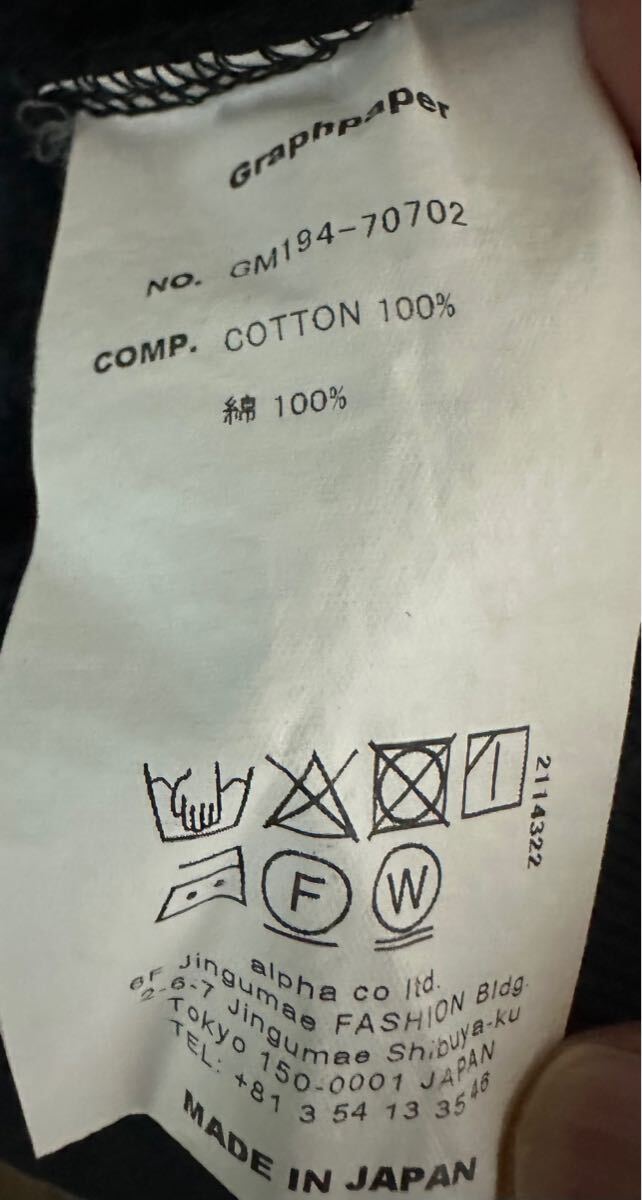 Graphpaper
NO. GM194-70702
COMP. COTTON 100%
綿 100%
2114322
F W
alpha co ltd.
6F Jingumae FASHION Bldg.
2-6-7 Jingumae Shibuya-ku
Tokyo 150-0001 JAPAN
TEL: +81 3 54 13 35 46
MADE IN JAPAN